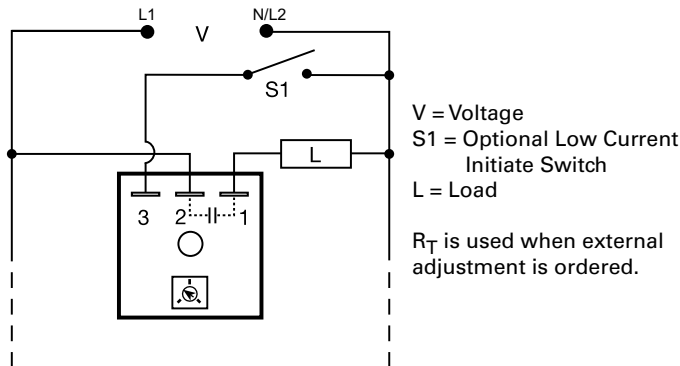 L1 V N/L2
S1
V = Voltage
S1 = Optional Low Current
Initiate Switch
L = Load
L
3 2 1
R_T is used when external
adjustment is ordered.